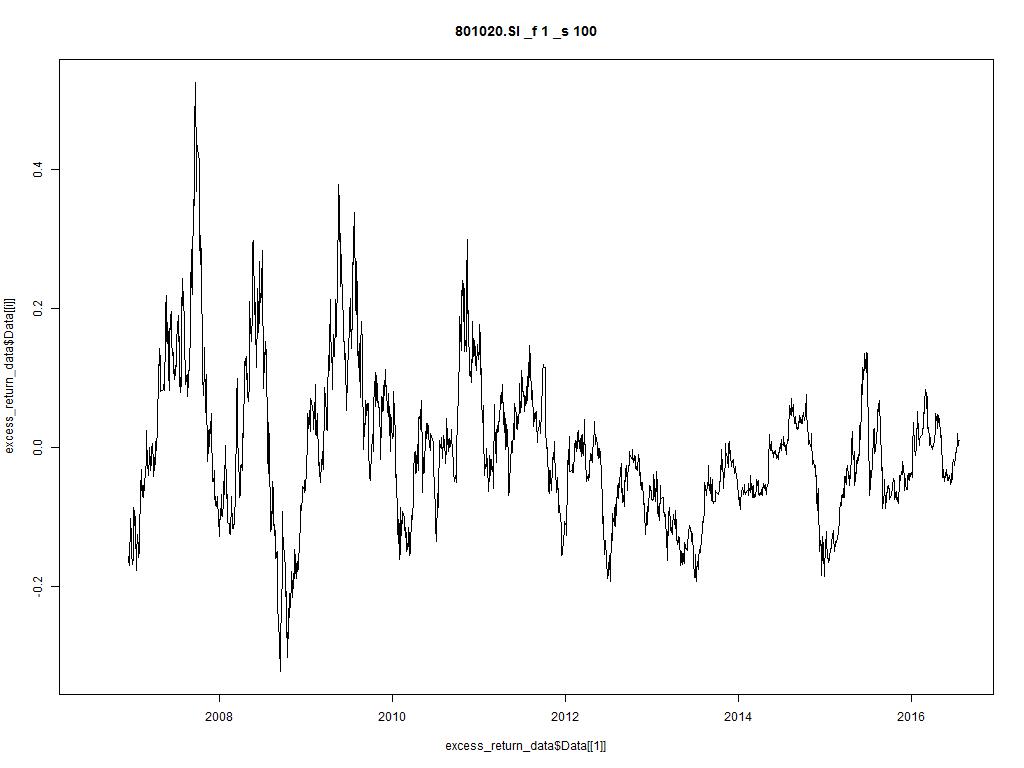 801020.SI _f 1 _s 100
excess_return_data$Data[[i]]
0.4
0.2
0.0
-0.2
2008 2010 2012 2014 2016
excess_return_data$Data[[1]]